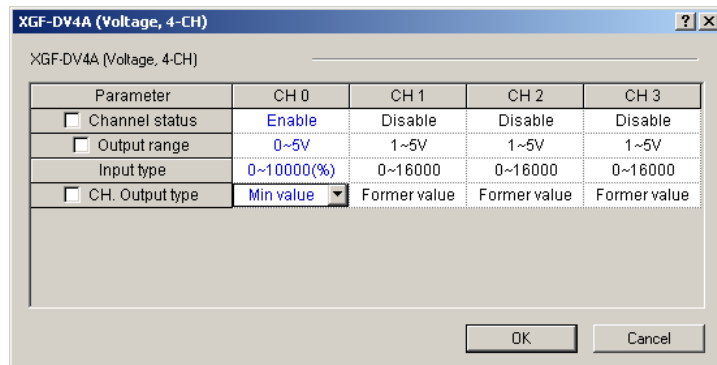 XGF-DV4A (Voltage, 4-CH)
XGF-DV4A (Voltage, 4-CH)
Parameter CH 0 CH 1 CH 2 CH 3
Channel status Enable Disable Disable Disable
Output range 0~5V 1~5V 1~5V 1~5V
Input type 0~10000(%) 0~16000 0~16000 0~16000
CH. Output type Min value Former value Former value Former value
OK Cancel